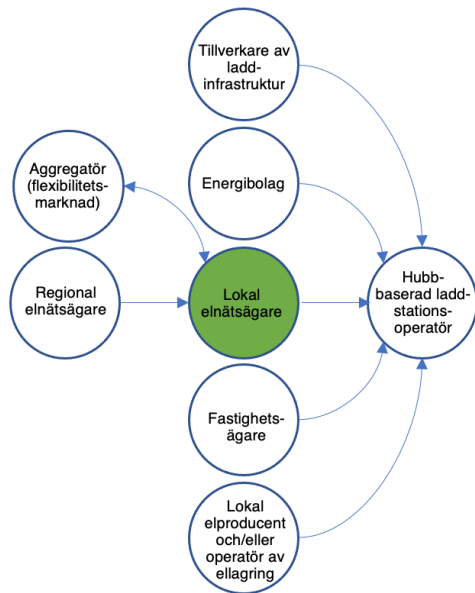 Tillverkare av
ladd-
infrastruktur
Aggregatör
(flexibilitets-
marknad)
Energibolag
Regional
elnätsägare
Lokal
elnätsägare
Hubb-
baserad ladd-
stations-
operatör
Fastighets-
ägare
Lokal
elproducent
och/eller
operatör av
ellagring